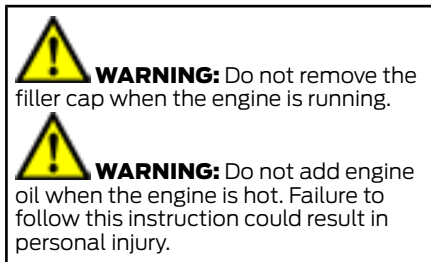 WARNING: Do not remove the
filler cap when the engine is running.
WARNING: Do not add engine
oil when the engine is hot. Failure to
follow this instruction could result in
personal injury.